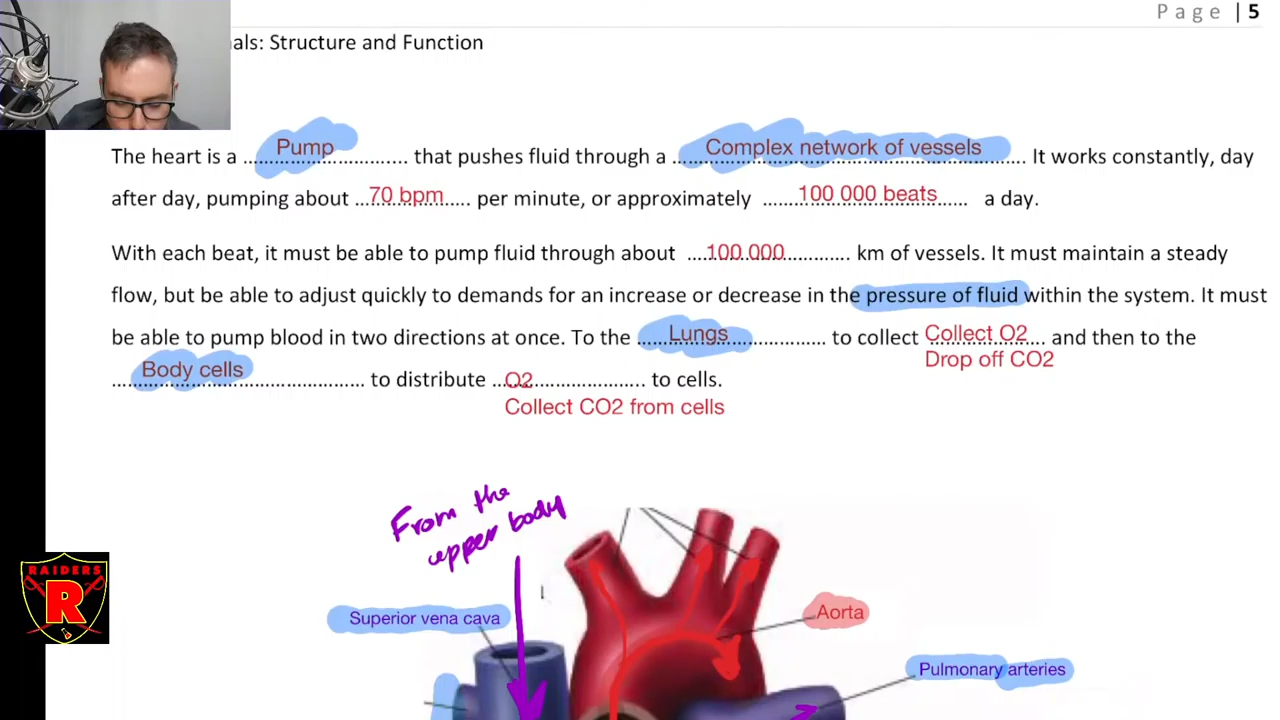 Page | 5
als: Structure and Function
The heart is a ...Pump... that pushes fluid through a ...Complex network of vessels... It works constantly, day
after day, pumping about ...70 bpm... per minute, or approximately ...100 000 beats... a day.
With each beat, it must be able to pump fluid through about ...100 000... km of vessels. It must maintain a steady
flow, but be able to adjust quickly to demands for an increase or decrease in the pressure of fluid within the system. It must
be able to pump blood in two directions at once. To the ...Lungs... to collect Collect O2... and then to the
Drop off CO2
...Body cells... to distribute ...O2... to cells.
Collect CO2 from cells
From the
upper body
Superior vena cava
Aorta
Pulmonary arteries
RAIDERS
R